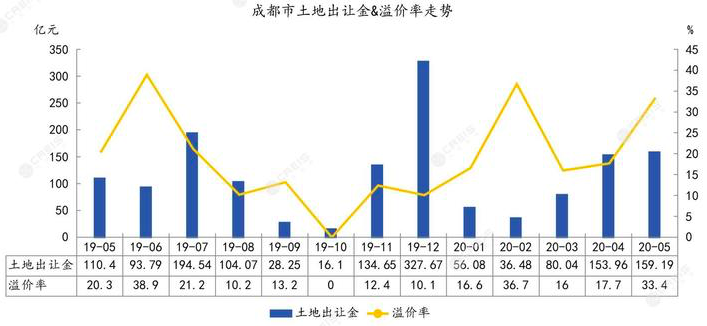 成都市土地出让金&溢价率走势
亿元 %
350 45
300 40
250 35
200 30
150 25
100 20
50 15
0 10
5
0
19-05 19-06 19-07 19-08 19-09 19-10 19-11 19-12 20-01 20-02 20-03 20-04 20-05
土地出让金 110.4 93.79 194.54 104.07 28.25 16.1 134.65 327.67 56.08 36.48 80.04 153.96 159.19
溢价率 20.3 38.9 21.2 10.2 13.2 0 12.4 10.1 16.6 36.7 16 17.7 33.4
土地出让金 溢价率
CREIS
CREIS
CREIS
CREIS